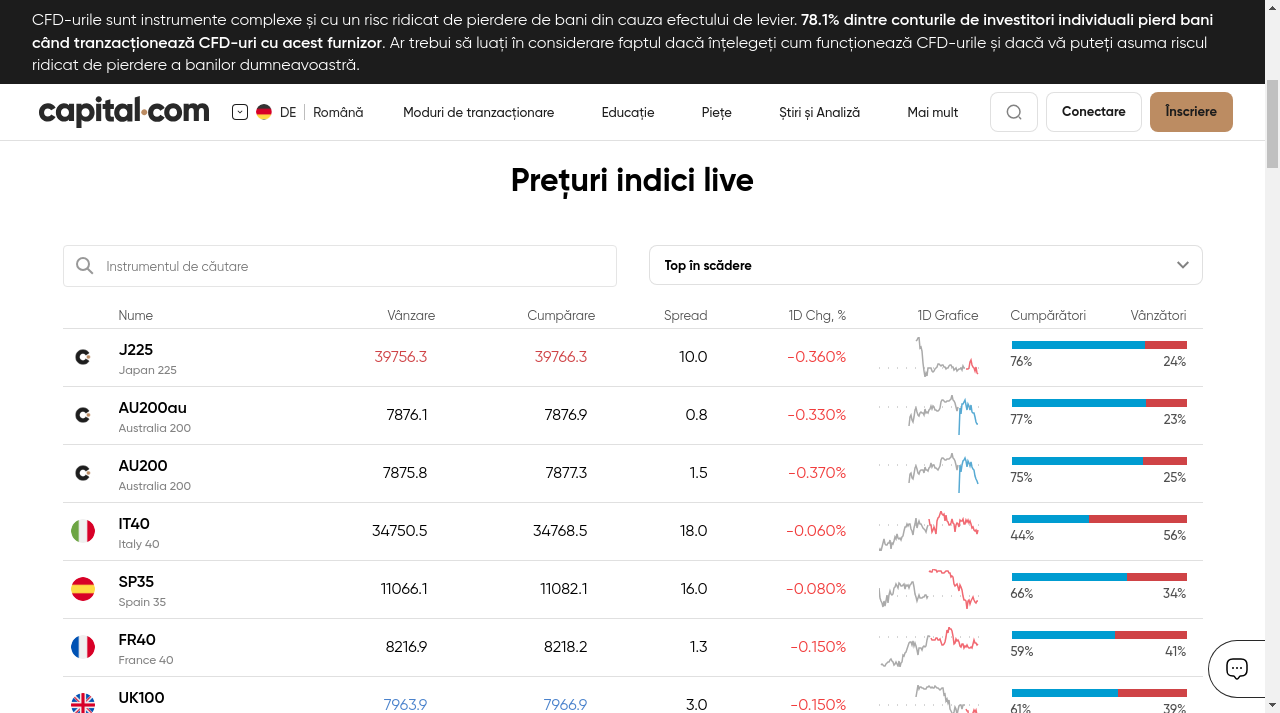 CFD-urile sunt instrumente complexe și cu un risc ridicat de pierdere de bani din cauza efectului de levier. 78.1% dintre conturile de investitori individuali pierd bani
când tranzacționează CFD-uri cu acest furnizor. Ar trebui să luați în considerare faptul dacă înțelegeți cum funcționează CFD-urile și dacă vă puteți asuma riscul
ridicat de pierdere a banilor dumneavoastră.
capital.com DE Română Moduri de tranzacționare Educație Piețe Știri și Analiză Mai mult Conectare Înscriere
Prețuri indici live
Instrumentul de căutare Top în scădere
Nume Vânzare Cumpărare Spread 1D Chg, % 1D Grafice Cumpărători Vânzători
J225 39756.3 39766.3 10.0 -0.360% 76% 24%
Japan 225
AU200au 7876.1 7876.9 0.8 -0.330% 77% 23%
Australia 200
AU200 7875.8 7877.3 1.5 -0.370% 75% 25%
Australia 200
IT40 34750.5 34768.5 18.0 -0.060% 44% 56%
Italy 40
SP35 11066.1 11082.1 16.0 -0.080% 66% 34%
Spain 35
FR40 8216.9 8218.2 1.3 -0.150% 59% 41%
France 40
UK100 7963.9 7966.9 3.0 -0.150% 61% 39%